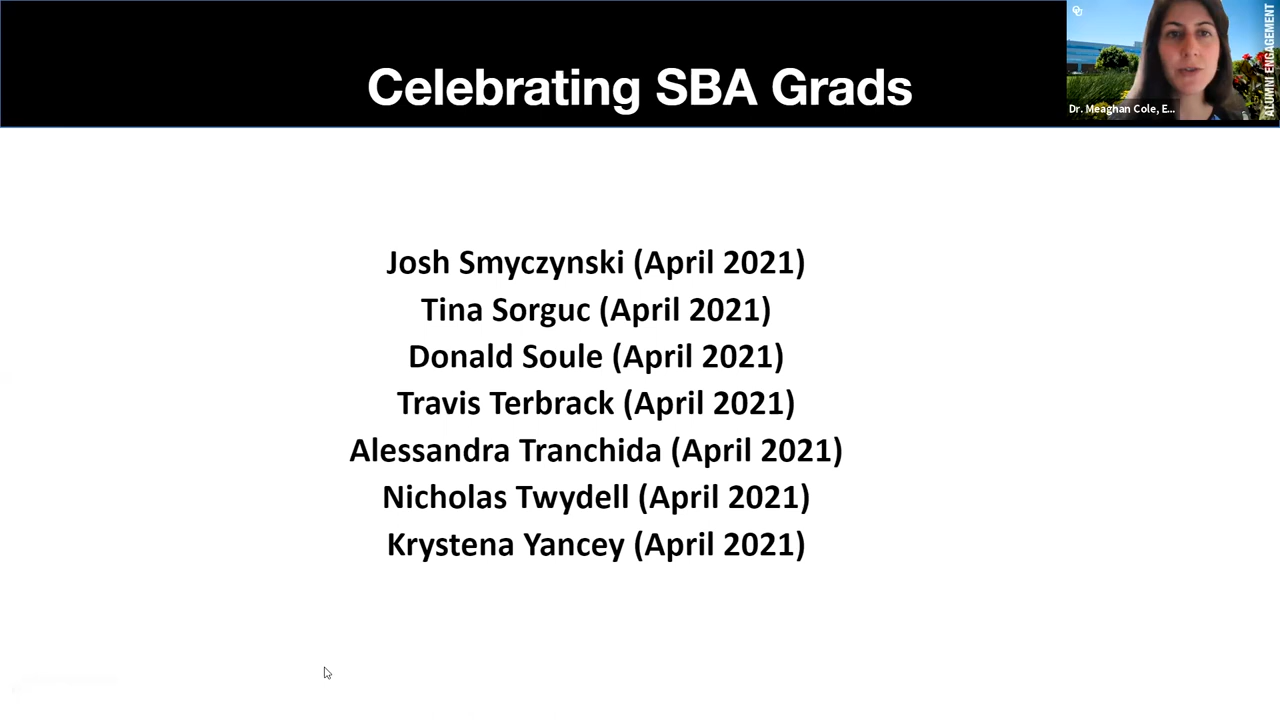 Celebrating SBA Grads
ALUMNI ENGAGEMENT
Dr. Meaghan Cole, E...
Josh Smyczynski (April 2021)
Tina Sorguc (April 2021)
Donald Soule (April 2021)
Travis Terbrack (April 2021)
Alessandra Tranchida (April 2021)
Nicholas Twydell (April 2021)
Krystena Yancey (April 2021)